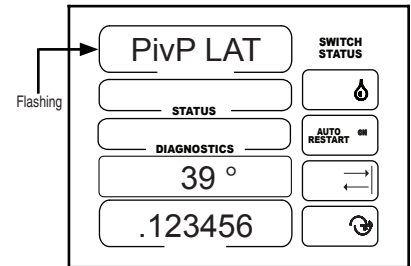 PivP LAT
SWITCH
STATUS
Flashing
STATUS
AUTO ON
RESTART
DIAGNOSTICS
39 °
.123456